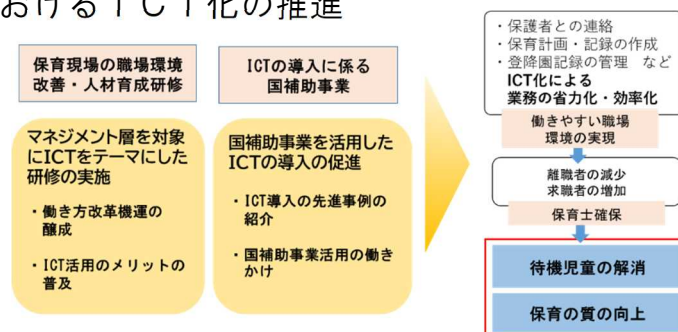 おけるＩＣＴ化の推進
保育現場の職場環境
改善・人材育成研修
マネジメント層を対象
にICTをテーマにした
研修の実施
・働き方改革機運の
醸成
・ICT活用のメリットの
普及
ICTの導入に係る
国補助事業
国補助事業を活用した
ICTの導入の促進
・ICT導入の先進事例の
紹介
・国補助事業活用の働き
かけ
・保護者との連絡
・保育計画・記録の作成
・登降園記録の管理　など
ICT化による
業務の省力化・効率化
働きやすい職場
環境の実現
離職者の減少
求職者の増加
保育士確保
待機児童の解消
保育の質の向上